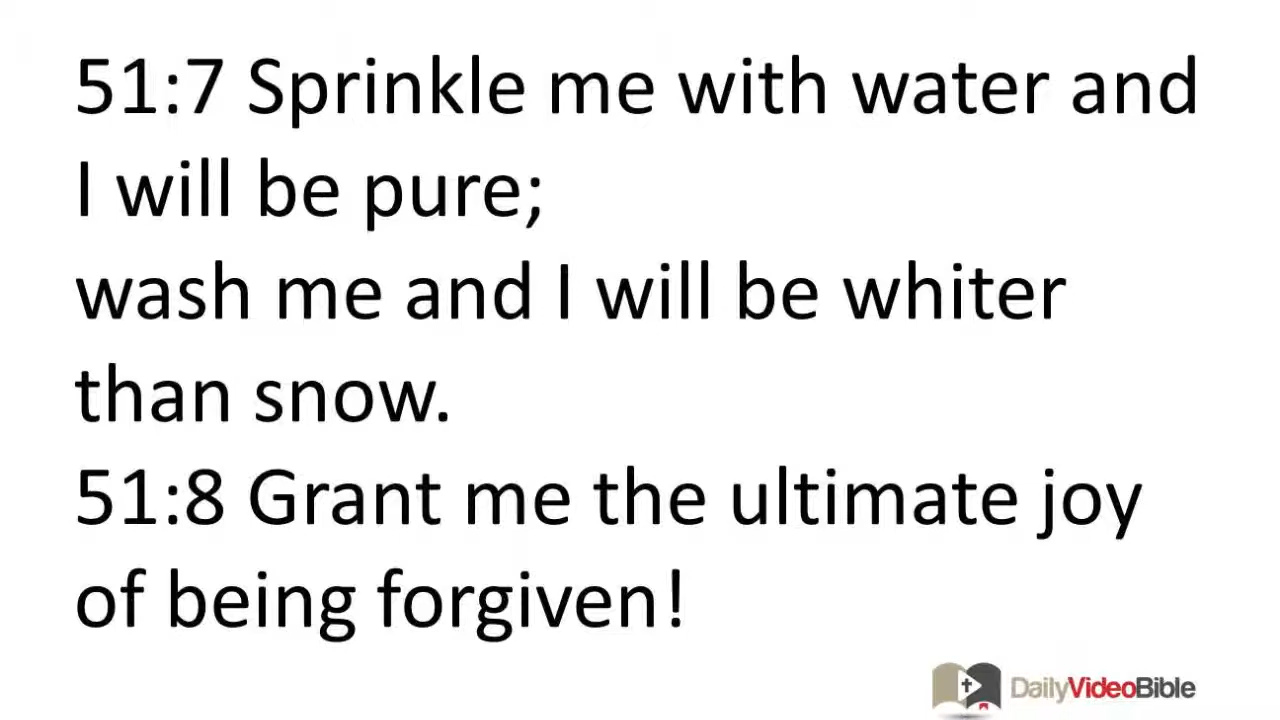 51:7 Sprinkle me with water and
I will be pure;
wash me and I will be whiter
than snow.
51:8 Grant me the ultimate joy
of being forgiven!
DailyVideoBible